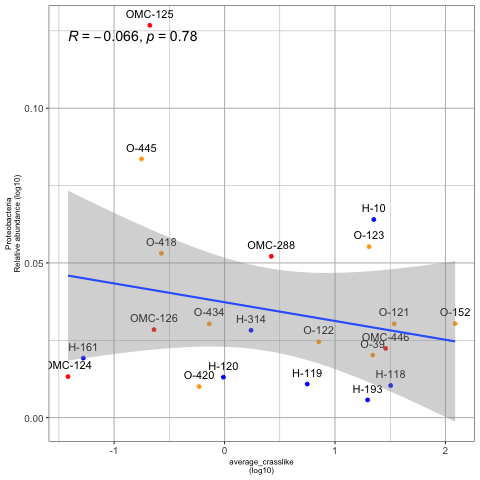 OMC-125
R = −0.066, p = 0.78
0.10
O-445
H-10
O-123
O-418
OMC-288
0.05
O-434
O-121
O-152
OMC-126
H-314
O-122
OMC-446
O-39
H-161
OMC-124
H-120
O-420
H-119
H-118
H-193
0.00
-1
0
1
2
average_crasslike
(log10)
Proteobacteria
Relative abundance (log10)